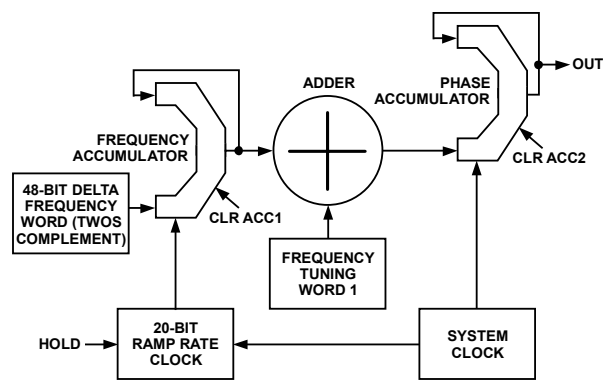 OUT
ADDER
PHASE
ACCUMULATOR
FREQUENCY
ACCUMULATOR
CLR ACC2
48-BIT DELTA
FREQUENCY
WORD (TWOS
COMPLEMENT)
CLR ACC1
FREQUENCY
TUNING
WORD 1
HOLD
20-BIT
RAMP RATE
CLOCK
SYSTEM
CLOCK